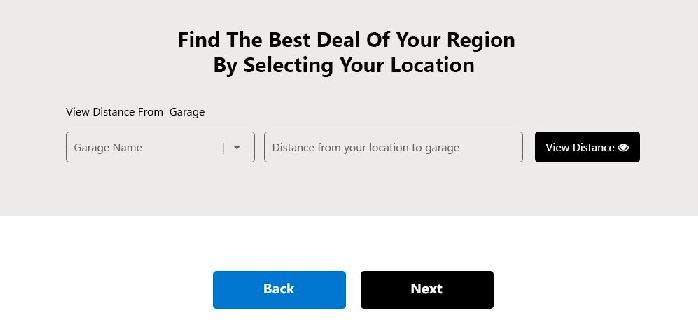 Find The Best Deal Of Your Region
By Selecting Your Location
View Distance From  Garage
Garage Name
Distance from your location to garage
View Distance
Back
Next